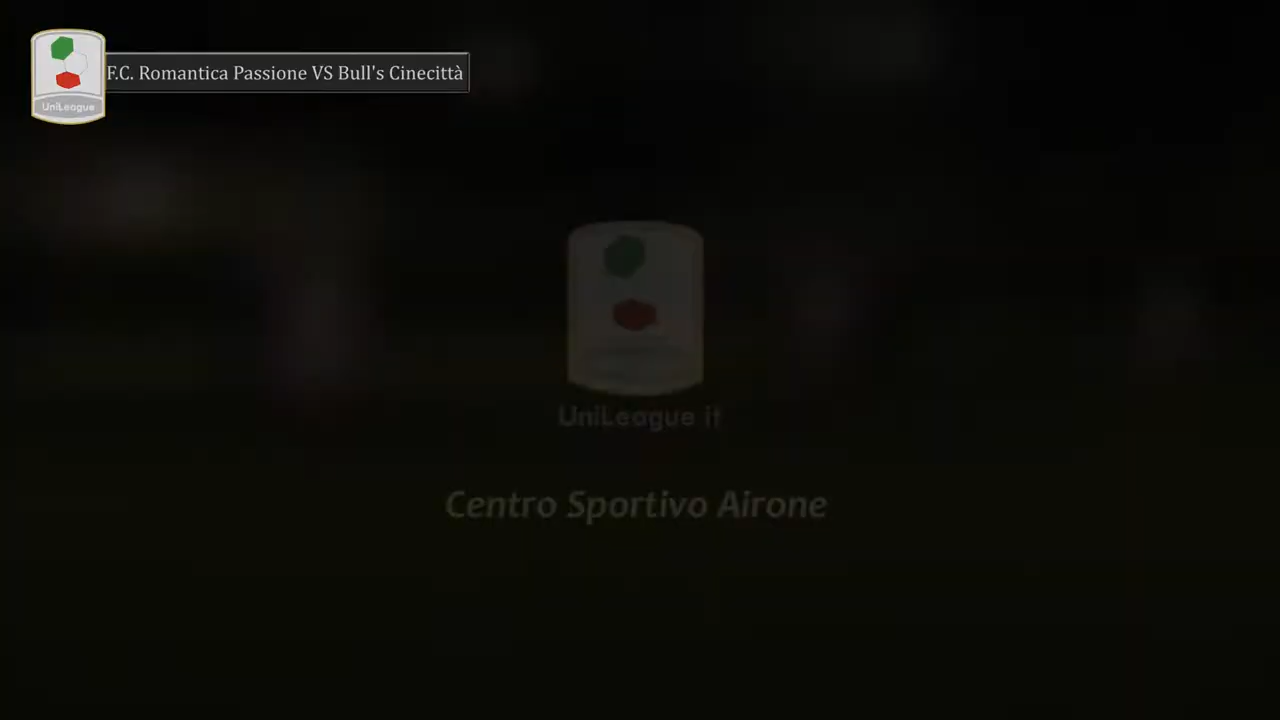 F.C. Romantica Passione VS Bull's Cinecittà
UniLeague
UniLeague it
Centro Sportivo Airone